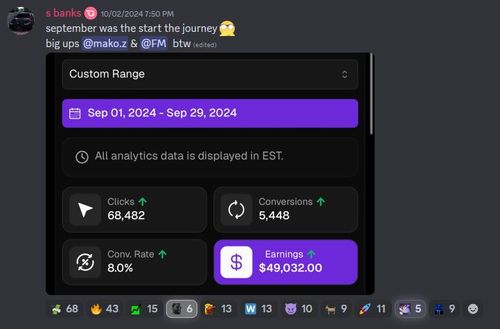 s banks 10/02/2024 7:50 PM
september was the start the journey
big ups @mako.z & @FM btw (edited)
Custom Range
Sep 01, 2024 - Sep 29, 2024
All analytics data is displayed in EST.
Clicks
68,482
Conversions
5,448
Conv. Rate
8.0%
Earnings
$49,032.00
68 43 15 6 13 W 13 10 9 11 5 9